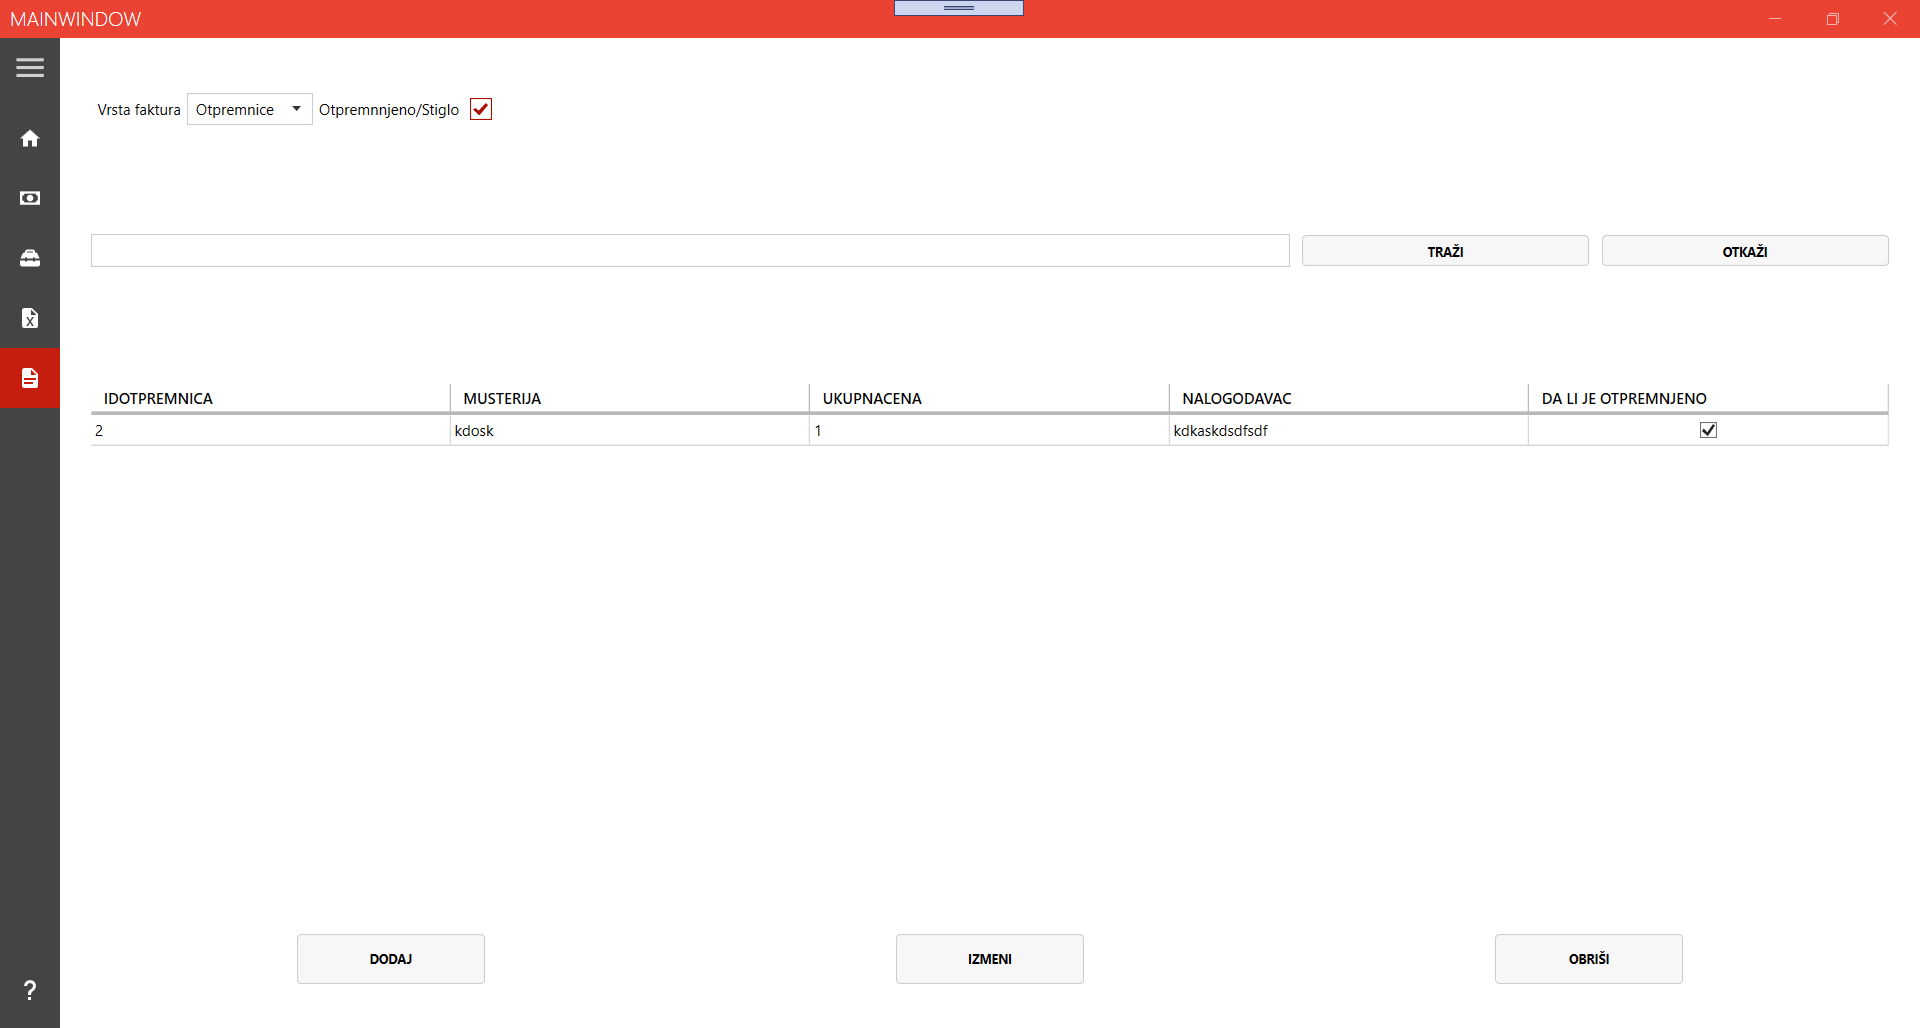 MAINWINDOW
Vrsta faktura Otpremnice Otpremnnjeno/Stiglo
TRAŽI OTKAŽI
IDOTPREMNICA MUSTERIJA UKUPNACENA NALOGODAVAC DA LI JE OTPREMNJENO
2 kdosk 1 kdkaskdsdfsdf
DODAJ IZMENI OBRIŠI
?